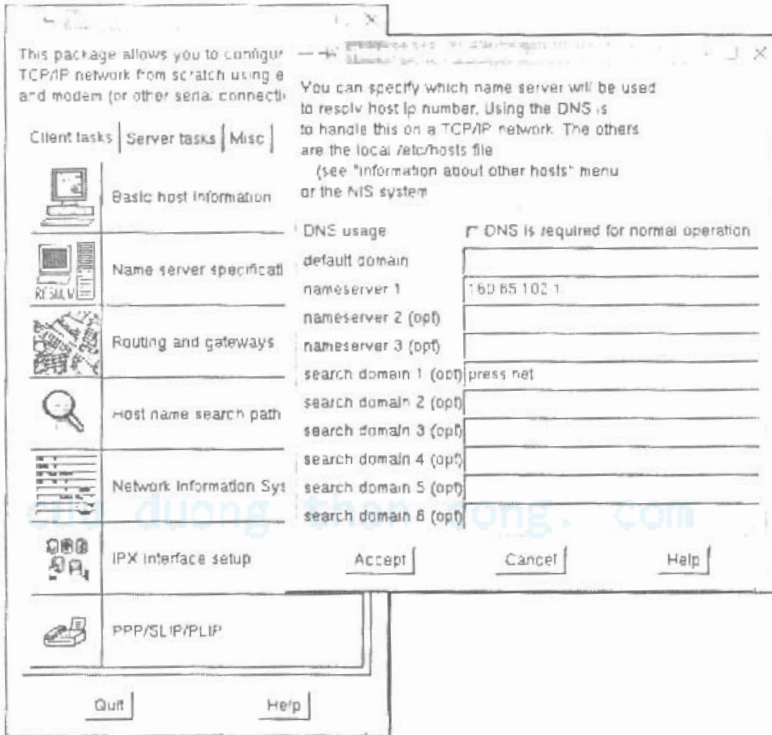 This package allows you to configur
TCP/IP network from scratch using e
and modem (or other serial connecti
Client tasks
Server tasks
Misc
Basic host information
Name server specificati
Routing and gateways
Host name search path
Network Information Sys
IPX interface setup
PPP/SLIP/PLIP
Quit
Help
You can specify which name server will be used
to resolv host ip number. Using the DNS is
to handle this on a TCP/IP network. The others
are the local /etc/hosts file
(see "information about other hosts" menu
or the NIS system
DNS usage
DNS is required for normal operation
default domain
nameserver 1
nameserver 2 (opt)
nameserver 3 (opt)
search domain 1 (opt)
press net
search domain 2 (opt)
search domain 3 (opt)
search domain 4 (opt)
search domain 5 (opt)
search domain 6 (opt)
Accept
Cancel
Help
cuu duong than cong. com